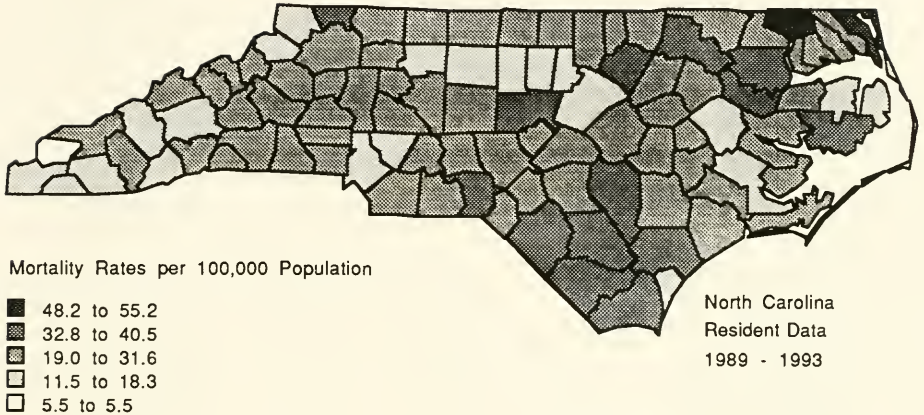 Mortality Rates per 100,000 Population
48.2 to 55.2
32.8 to 40.5
19.0 to 31.6
11.5 to 18.3
5.5 to 5.5
North Carolina
Resident Data
1989 - 1993